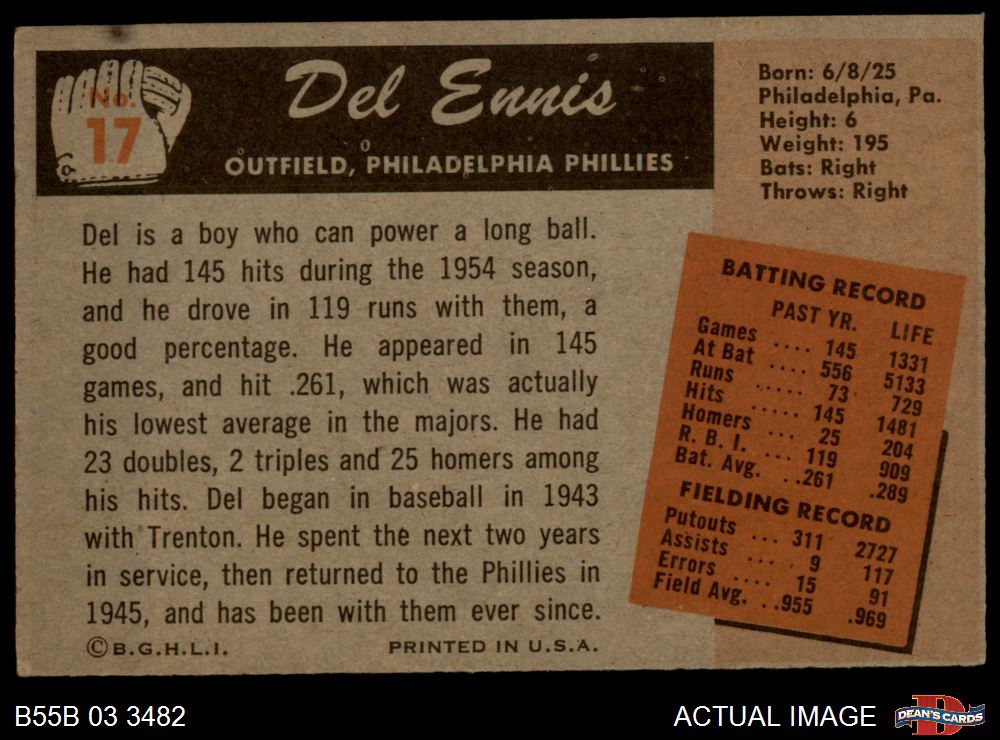 No.
17
Del Ennis
OUTFIELD, PHILADELPHIA PHILLIES
Born: 6/8/25
Philadelphia, Pa.
Height: 6
Weight: 195
Bats: Right
Throws: Right
Del is a boy who can power a long ball.
He had 145 hits during the 1954 season,
and he drove in 119 runs with them, a
good percentage. He appeared in 145
games, and hit .261, which was actually
his lowest average in the majors. He had
23 doubles, 2 triples and 25 homers among
his hits. Del began in baseball in 1943
with Trenton. He spent the next two years
in service, then returned to the Phillies in
1945, and has been with them ever since.
©B.G.H.L.I. PRINTED IN U.S.A.
BATTING RECORD
PAST YR. LIFE
Games .... 145 1331
At Bat .... 556 5133
Runs ..... 73 729
Hits ..... 145 1481
Homers ... 25 204
R. B. I. ... 119 909
Bat. Avg. ..261 .289
FIELDING RECORD
Putouts ... 311 2727
Assists ... 9 117
Errors .... 15 91
Field Avg. ..955 .969
B55B 03 3482
ACTUAL IMAGE
DEAN'S CARDS